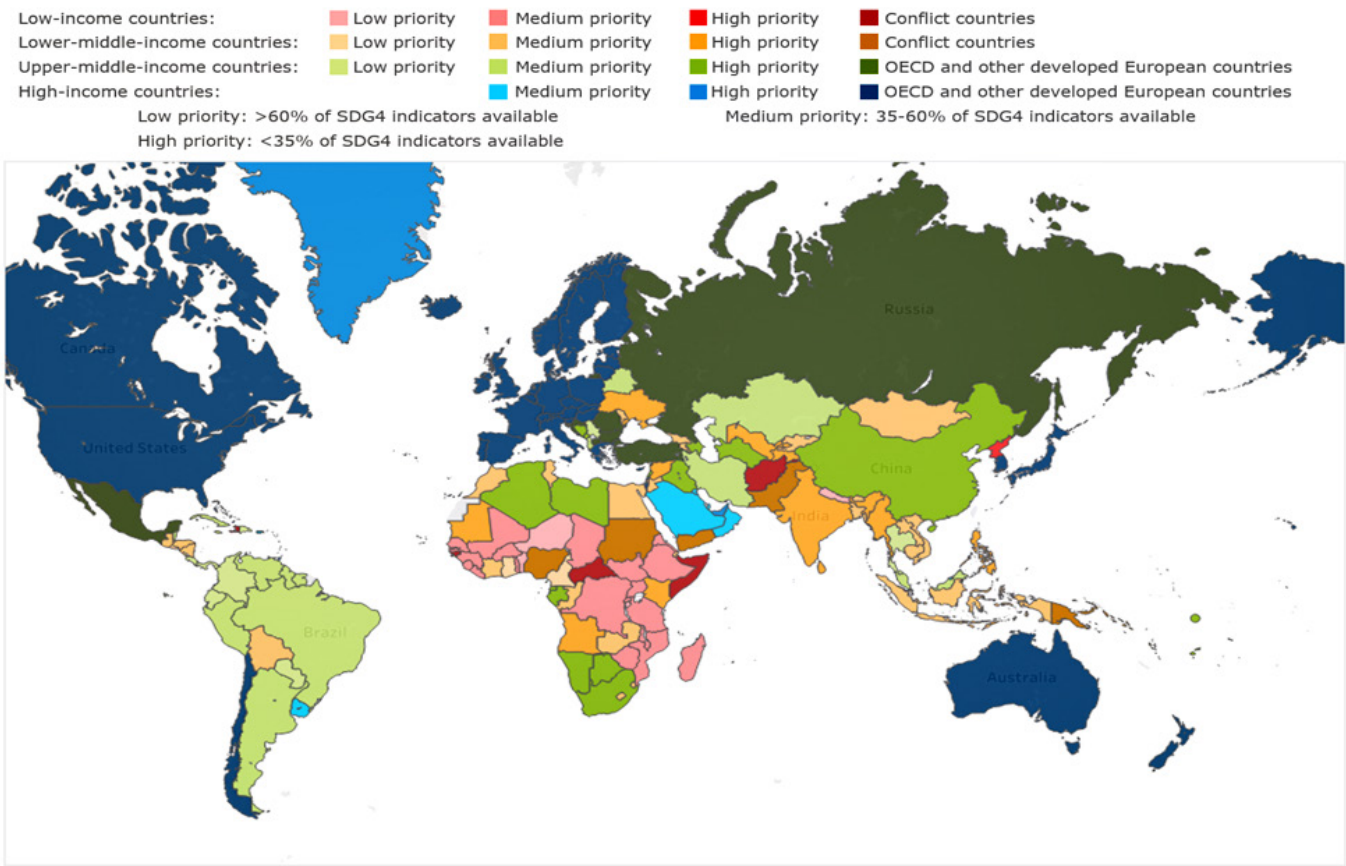 Low-income countries: Low priority Medium priority High priority Conflict countries
Lower-middle-income countries: Low priority Medium priority High priority Conflict countries
Upper-middle-income countries: Low priority Medium priority High priority OECD and other developed European countries
High-income countries: Medium priority High priority OECD and other developed European countries
Low priority: >60% of SDG4 indicators available Medium priority: 35-60% of SDG4 indicators available
High priority: <35% of SDG4 indicators available
Russia
Canada
United States
China
India
Brazil
Australia